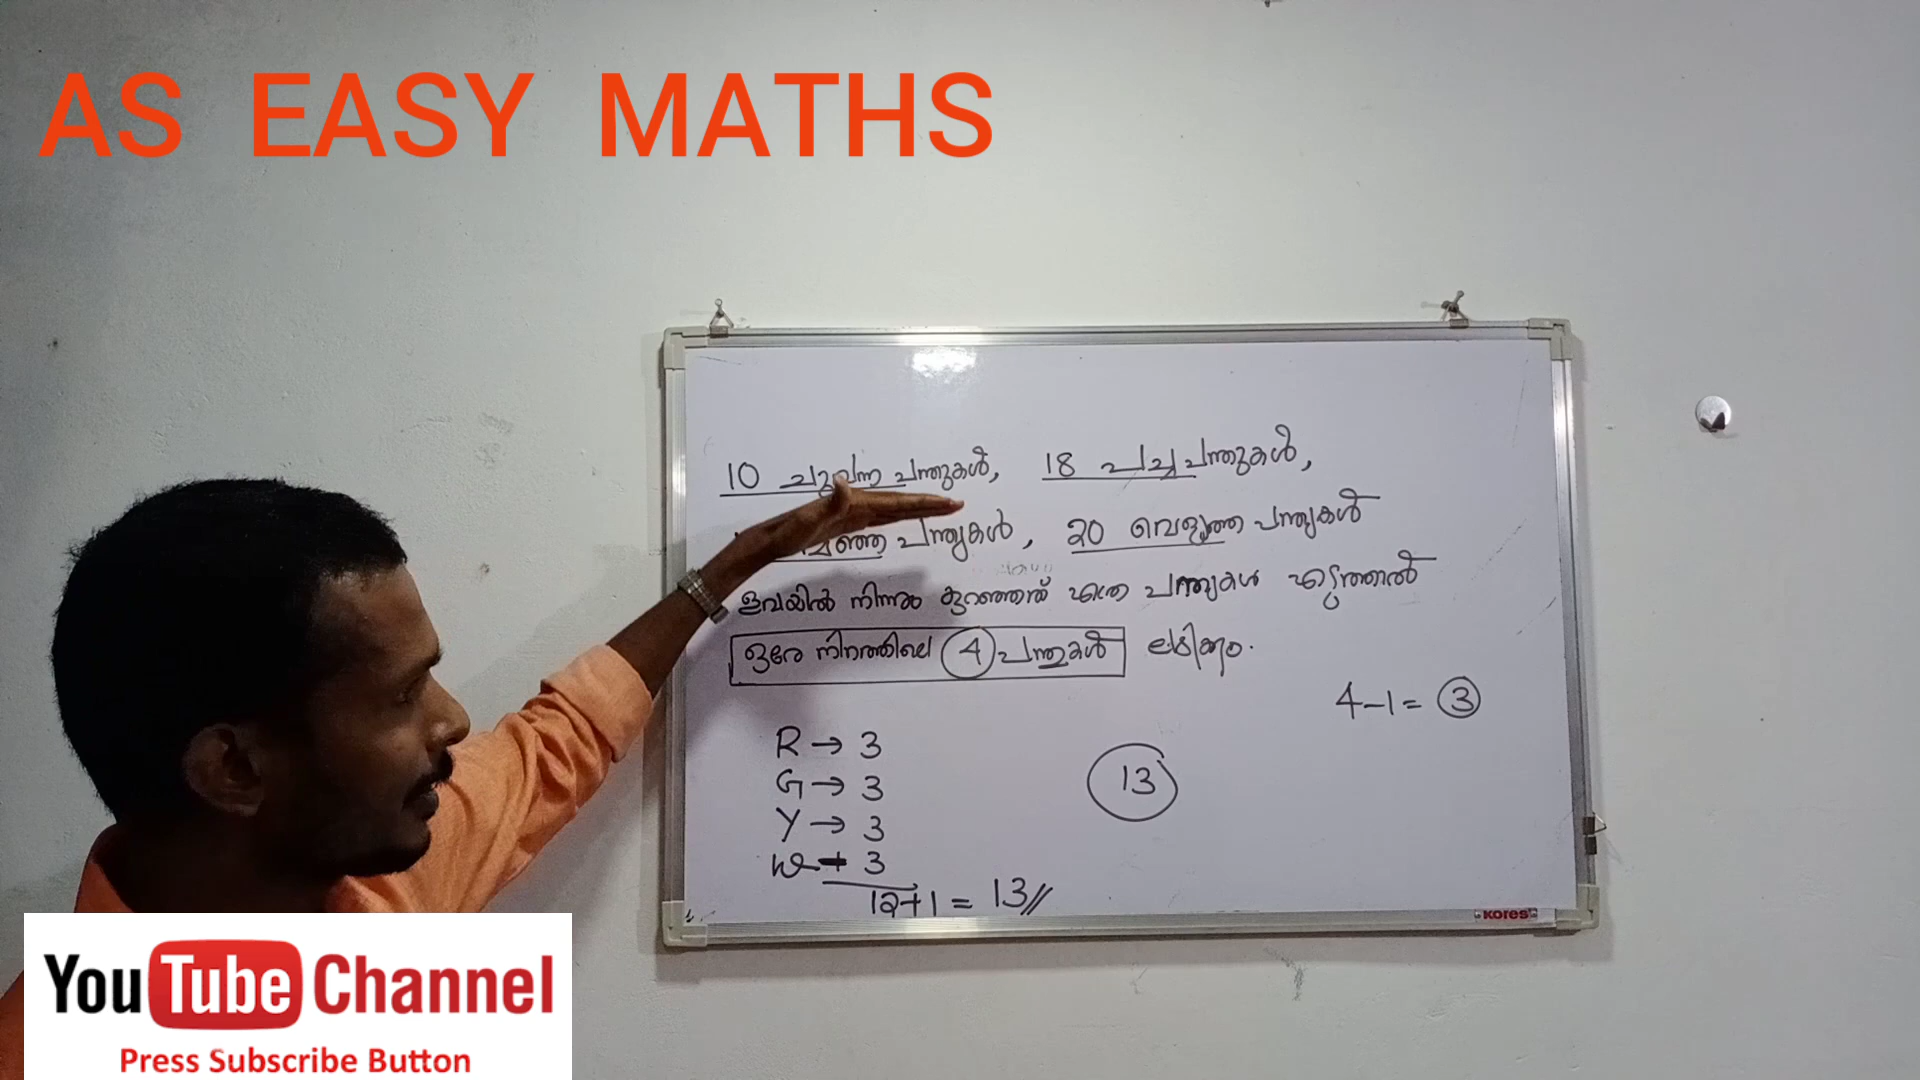 AS EASY MATHS
10 ചുവന്ന പന്തുകൾ, 18 പച്ച പന്തുകൾ,
പന്തുകൾ, 20 വെളുത്ത പന്തുകൾ
ഇവയിൽ നിന്നും കുറഞ്ഞത് എത്ര പന്തുകൾ എടുത്താൽ
ഒരേ നിറത്തിലെ 4 പന്തുകൾ ലഭിക്കും.
4-1= 3
R → 3
G → 3
Y → 3
W → 3
12+1 = 13//
13
kores
YouTube Channel
Press Subscribe Button